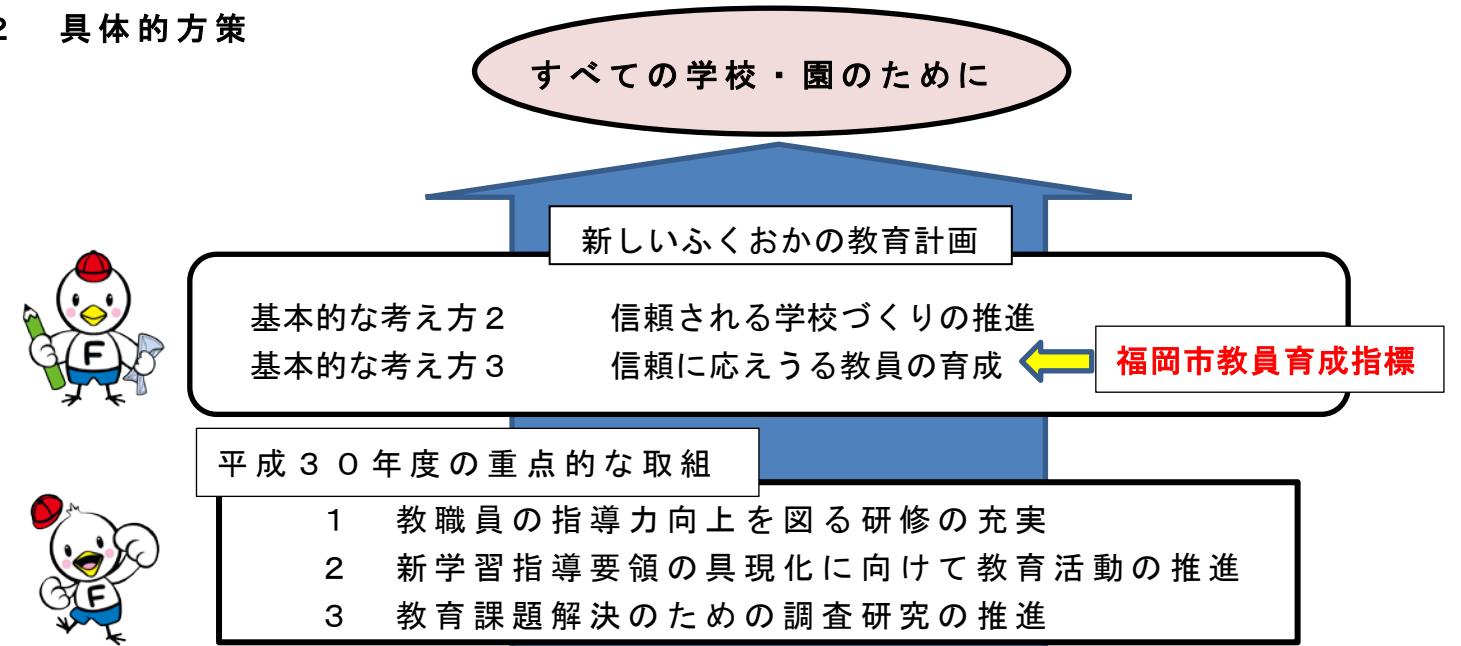 2 具体的方策
すべての学校・園のために
新しいふくおかの教育計画
基本的な考え方2 信頼される学校づくりの推進
基本的な考え方3 信頼に応えうる教員の育成
福岡市教員育成指標
F
平成30年度の重点的な取組
1 教職員の指導力向上を図る研修の充実
2 新学習指導要領の具現化に向けて教育活動の推進
3 教育課題解決のための調査研究の推進
F